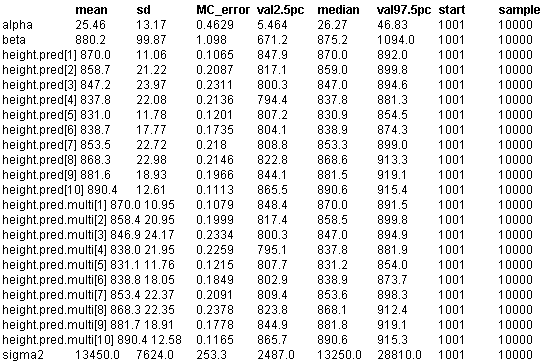 mean sd MC_error val2.5pc median val97.5pc start sample
alpha 25.46 13.17 0.4629 5.464 26.27 46.83 1001 10000
beta 880.2 99.87 1.098 671.2 875.2 1094.0 1001 10000
height.pred[1] 870.0 11.06 0.1065 847.9 870.0 892.0 1001 10000
height.pred[2] 858.7 21.22 0.2087 817.1 859.0 899.8 1001 10000
height.pred[3] 847.2 23.97 0.2311 800.3 847.0 894.6 1001 10000
height.pred[4] 837.8 22.08 0.2136 794.4 837.8 881.3 1001 10000
height.pred[5] 831.0 11.78 0.1201 807.2 830.9 854.5 1001 10000
height.pred[6] 838.7 17.77 0.1735 804.1 838.9 874.3 1001 10000
height.pred[7] 853.5 22.72 0.218 808.8 853.3 899.0 1001 10000
height.pred[8] 868.3 22.98 0.2146 822.8 868.6 913.3 1001 10000
height.pred[9] 881.6 18.93 0.1966 844.1 881.5 919.1 1001 10000
height.pred[10] 890.4 12.61 0.1113 865.5 890.6 915.4 1001 10000
height.pred.multi[1] 870.0 10.95 0.1079 848.4 870.0 891.5 1001 10000
height.pred.multi[2] 858.4 20.95 0.1999 817.4 858.5 899.8 1001 10000
height.pred.multi[3] 846.9 24.17 0.2334 800.3 847.0 894.9 1001 10000
height.pred.multi[4] 838.0 21.95 0.2259 795.1 837.8 881.9 1001 10000
height.pred.multi[5] 831.1 11.76 0.1215 807.7 831.2 854.0 1001 10000
height.pred.multi[6] 838.8 18.05 0.1849 802.9 838.9 873.7 1001 10000
height.pred.multi[7] 853.4 22.37 0.2091 809.4 853.6 898.3 1001 10000
height.pred.multi[8] 868.3 22.35 0.2378 823.8 868.1 912.4 1001 10000
height.pred.multi[9] 881.7 18.91 0.1778 844.9 881.8 919.1 1001 10000
height.pred.multi[10] 890.4 12.58 0.1165 865.7 890.6 915.3 1001 10000
sigma2 13450.0 7624.0 253.3 2487.0 13250.0 28810.0 1001 10000